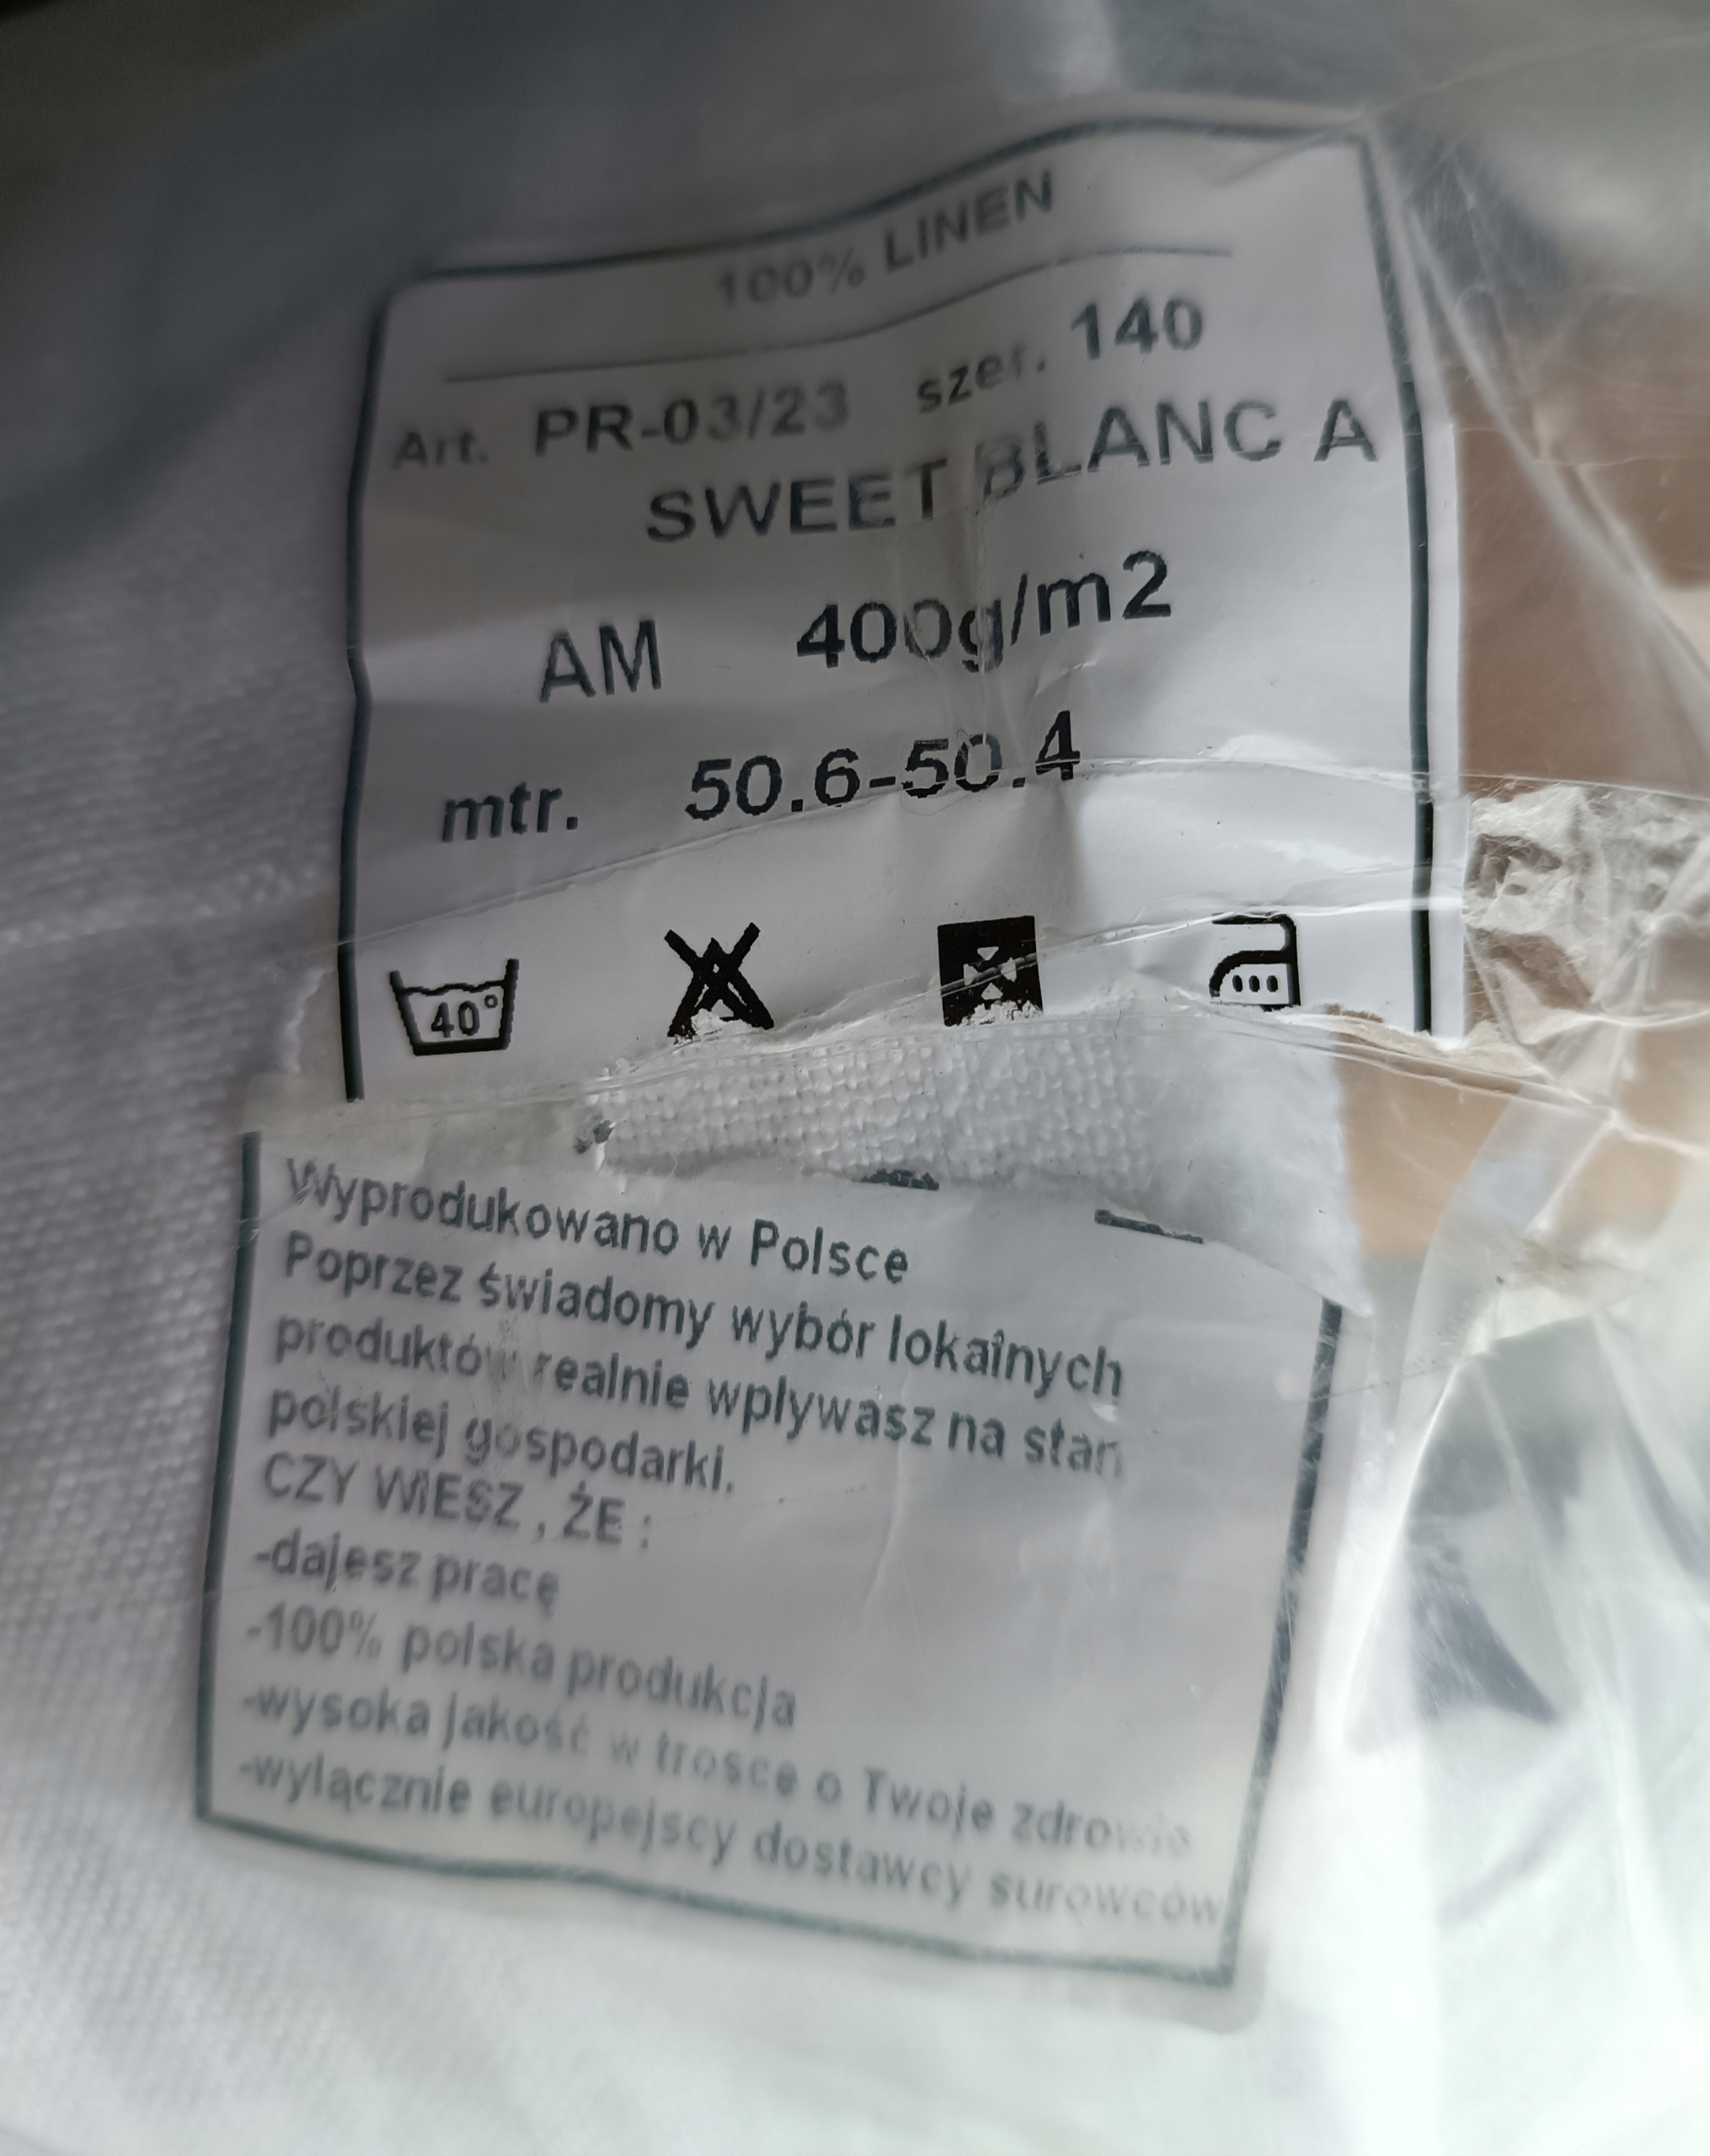 100% LINEN
Art. PR-03/23 szer. 140
SWEET BLANC A
AM 400g/m2
mtr. 50.6-50.4
40°
Wyprodukowano w Polsce
Poprzez świadomy wybór lokalnych
produktów realnie wpływasz na stan
polskiej gospodarki.
CZY WIESZ , ŻE :
-dajesz pracę
-100% polska produkcja
-wysoka jakość w trosce o Twoje zdrowie
-wyłącznie europejscy dostawcy surowców